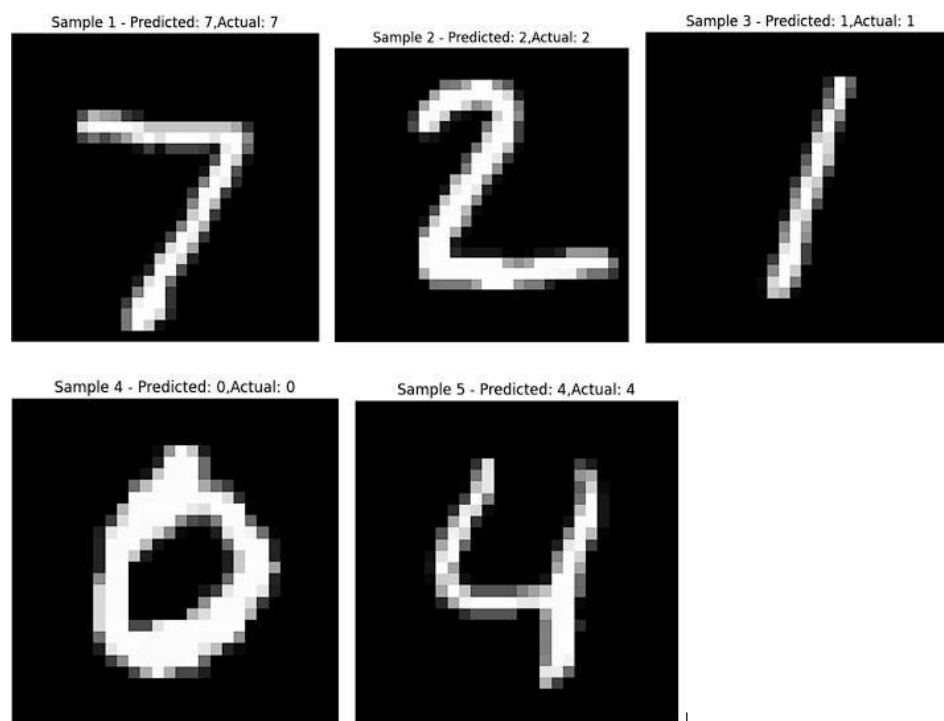 Sample 1 - Predicted: 7,Actual: 7
Sample 2 - Predicted: 2,Actual: 2
Sample 3 - Predicted: 1,Actual: 1
7
2
1
Sample 4 - Predicted: 0,Actual: 0
Sample 5 - Predicted: 4,Actual: 4
0
4